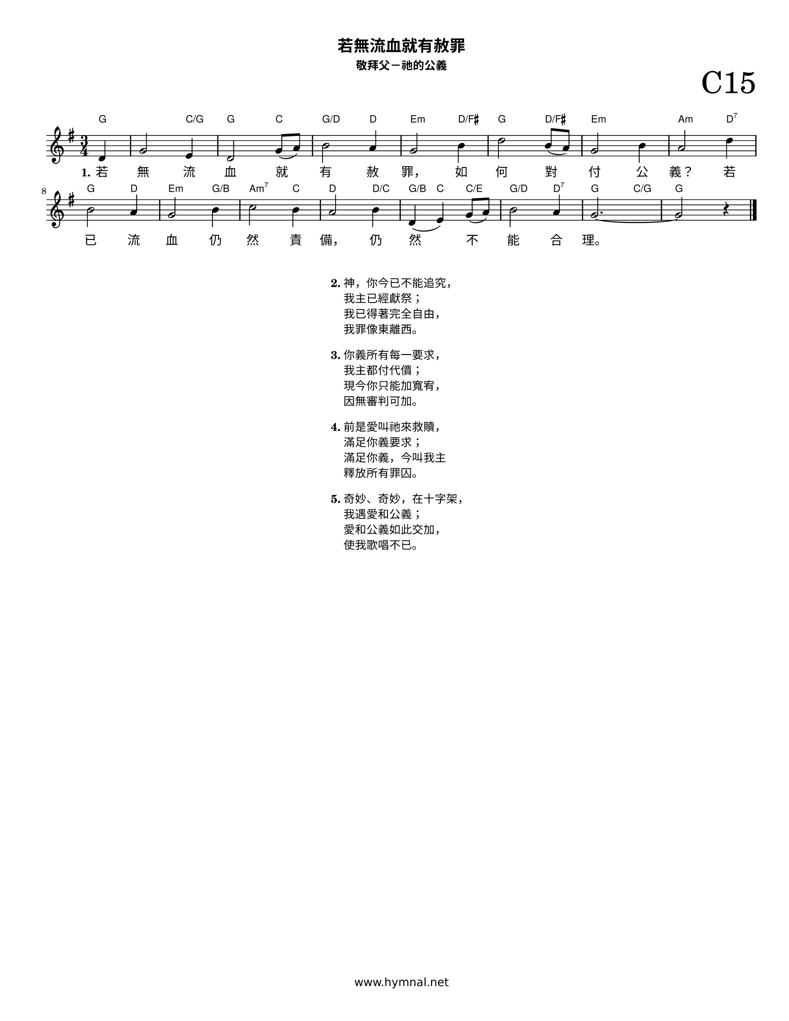 若無流血就有赦罪
敬拜父－祂的公義
C15
G C/G G C G/D D Em D/F♯ G D/F♯ Em Am D7
1. 若 無 流 血 就 有 赦 罪， 如 何 對 付 公 義？ 若
8 G D Em G/B Am7 C D D/C G/B C C/E G/D D7 G C/G G
已 流 血 仍 然 責 備， 仍 然 不 能 合 理。
2. 神，你今已不能追究，
我主已經獻祭；
我已得著完全自由，
我罪像東離西。
3. 你義所有每一要求，
我主都付代價；
現今你只能加寬宥，
因無審判可加。
4. 前是愛叫祂來救贖，
滿足你義要求；
滿足你義，今叫我主
釋放所有罪囚。
5. 奇妙、奇妙，在十字架，
我遇愛和公義；
愛和公義如此交加，
使我歌唱不已。
www.hymnal.net